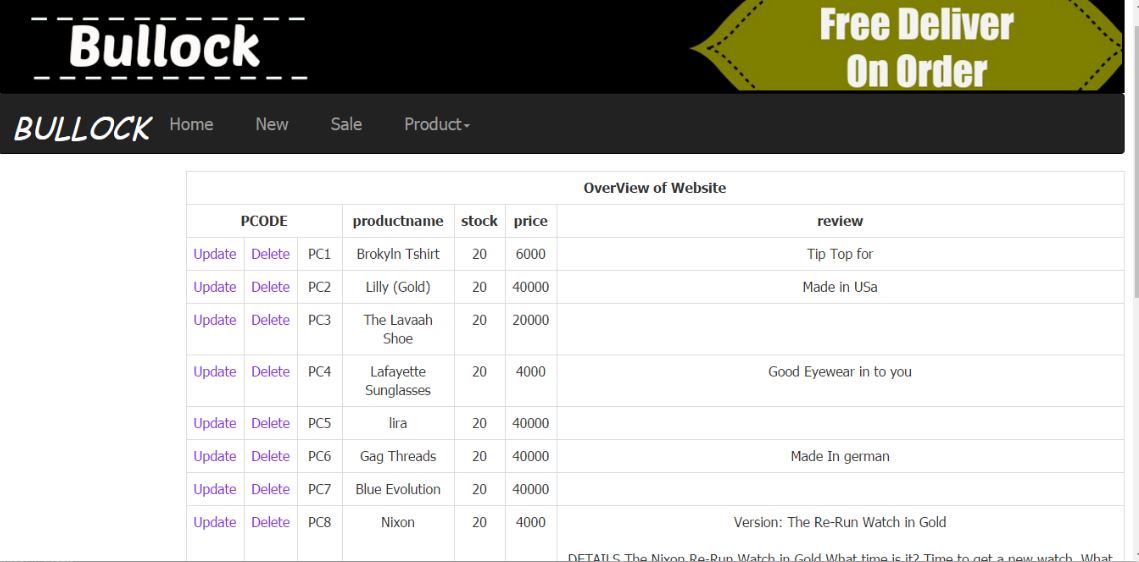 Bullock
Free Deliver
On Order
BULLOCK Home New Sale Product
OverView of Website
PCODE productname stock price review
Update Delete PC1 Brokyln Tshirt 20 6000 Tip Top for
Update Delete PC2 Lilly (Gold) 20 40000 Made in USa
Update Delete PC3 The Lavaah Shoe 20 20000
Update Delete PC4 Lafayette Sunglasses 20 4000 Good Eyewear in to you
Update Delete PC5 lira 20 40000
Update Delete PC6 Gag Threads 20 40000 Made In german
Update Delete PC7 Blue Evolution 20 40000
Update Delete PC8 Nixon 20 4000 Version: The Re-Run Watch in Gold
DETAILS The Nixon Re-Run Watch in Gold What time is it? Time to get a new watch. What